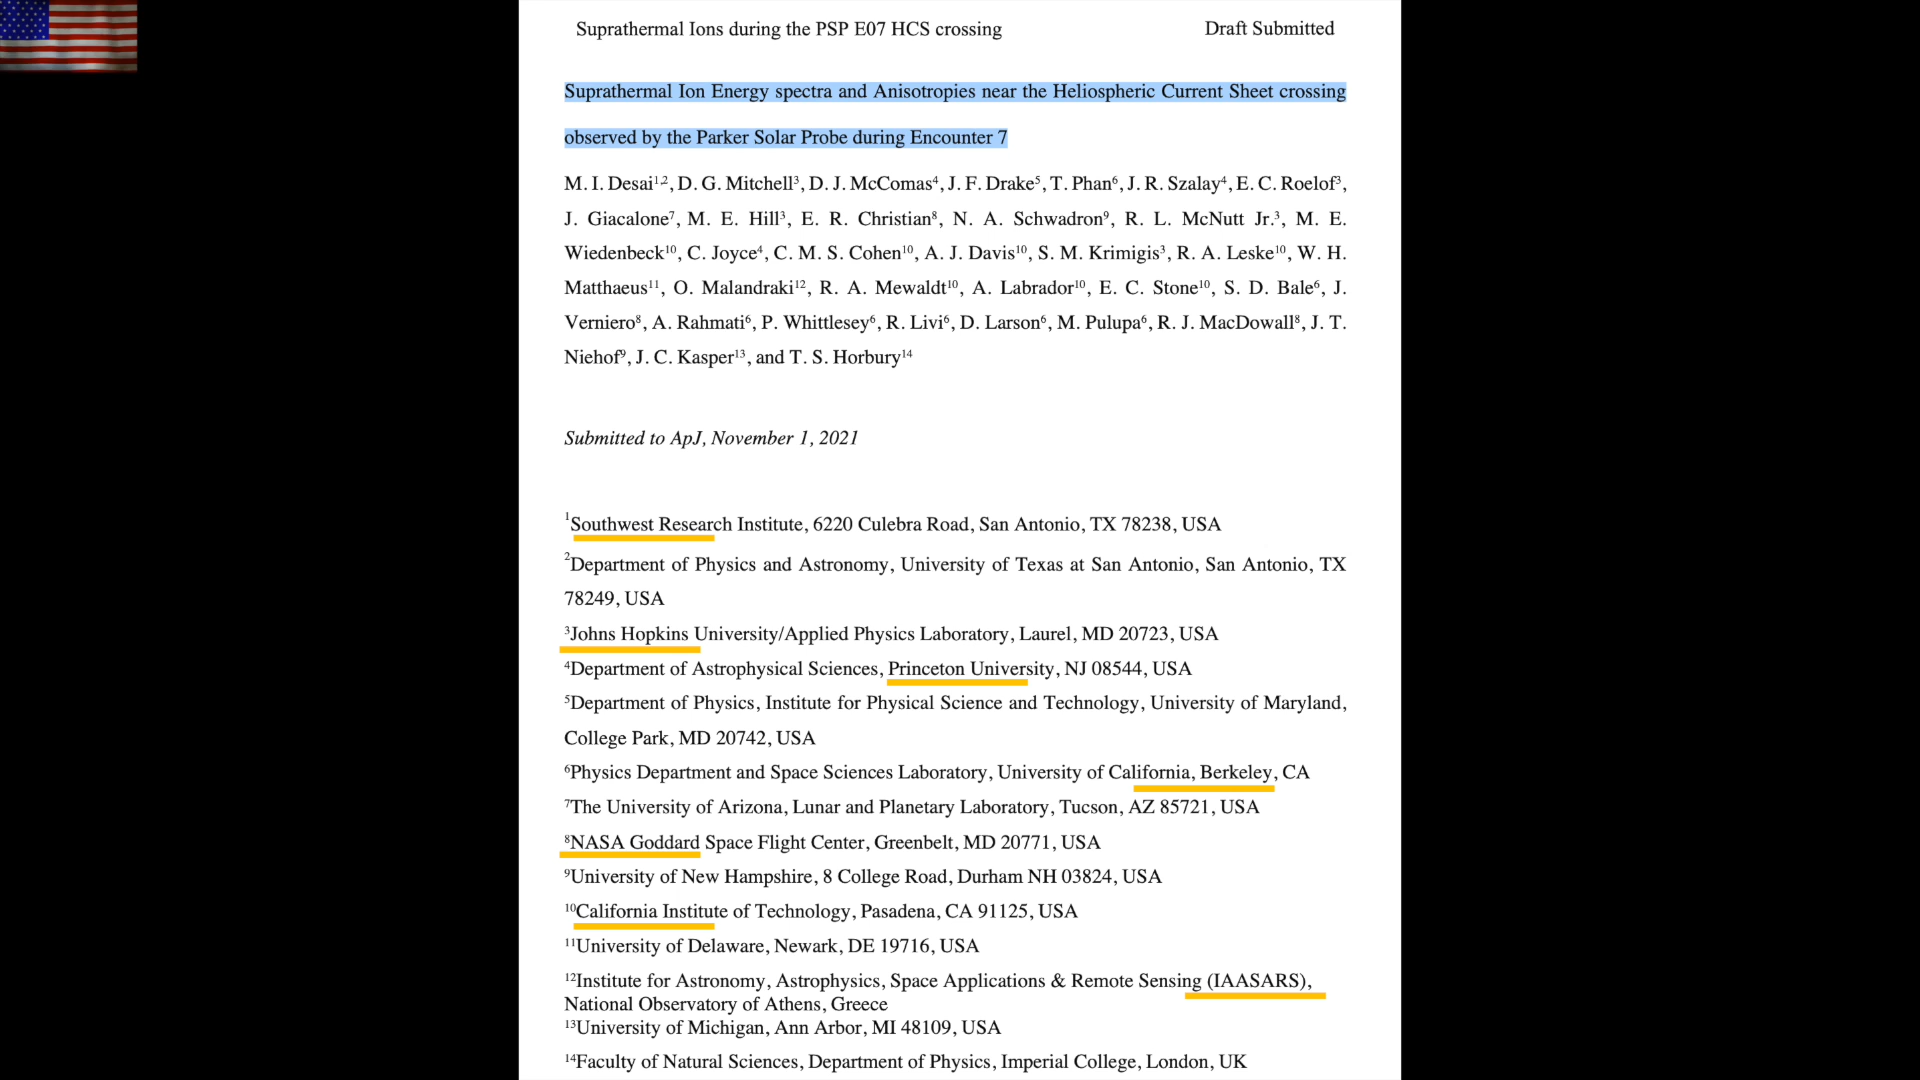 Suprathermal Ions during the PSP E07 HCS crossing Draft Submitted
Suprathermal Ion Energy spectra and Anisotropies near the Heliospheric Current Sheet crossing
observed by the Parker Solar Probe during Encounter 7
M. I. Desai¹,², D. G. Mitchell³, D. J. McComas⁴, J. F. Drake⁵, T. Phan⁶, J. R. Szalay⁴, E. C. Roelof³,
J. Giacalone⁷, M. E. Hill³, E. R. Christian⁸, N. A. Schwadron⁹, R. L. McNutt Jr.³, M. E.
Wiedenbeck¹⁰, C. Joyce⁴, C. M. S. Cohen¹⁰, A. J. Davis¹⁰, S. M. Krimigis³, R. A. Leske¹⁰, W. H.
Matthaeus¹¹, O. Malandraki¹², R. A. Mewaldt¹⁰, A. Labrador¹⁰, E. C. Stone¹⁰, S. D. Bale⁶, J.
Verniero⁸, A. Rahmati⁶, P. Whittlesey⁶, R. Livi⁶, D. Larson⁶, M. Pulupa⁶, R. J. MacDowall⁸, J. T.
Niehof⁹, J. C. Kasper¹³, and T. S. Horbury¹⁴
Submitted to ApJ, November 1, 2021
¹Southwest Research Institute, 6220 Culebra Road, San Antonio, TX 78238, USA
²Department of Physics and Astronomy, University of Texas at San Antonio, San Antonio, TX
78249, USA
³Johns Hopkins University/Applied Physics Laboratory, Laurel, MD 20723, USA
⁴Department of Astrophysical Sciences, Princeton University, NJ 08544, USA
⁵Department of Physics, Institute for Physical Science and Technology, University of Maryland,
College Park, MD 20742, USA
⁶Physics Department and Space Sciences Laboratory, University of California, Berkeley, CA
⁷The University of Arizona, Lunar and Planetary Laboratory, Tucson, AZ 85721, USA
⁸NASA Goddard Space Flight Center, Greenbelt, MD 20771, USA
⁹University of New Hampshire, 8 College Road, Durham NH 03824, USA
¹⁰California Institute of Technology, Pasadena, CA 91125, USA
¹¹University of Delaware, Newark, DE 19716, USA
¹²Institute for Astronomy, Astrophysics, Space Applications & Remote Sensing (IAASARS),
National Observatory of Athens, Greece
¹³University of Michigan, Ann Arbor, MI 48109, USA
¹⁴Faculty of Natural Sciences, Department of Physics, Imperial College, London, UK